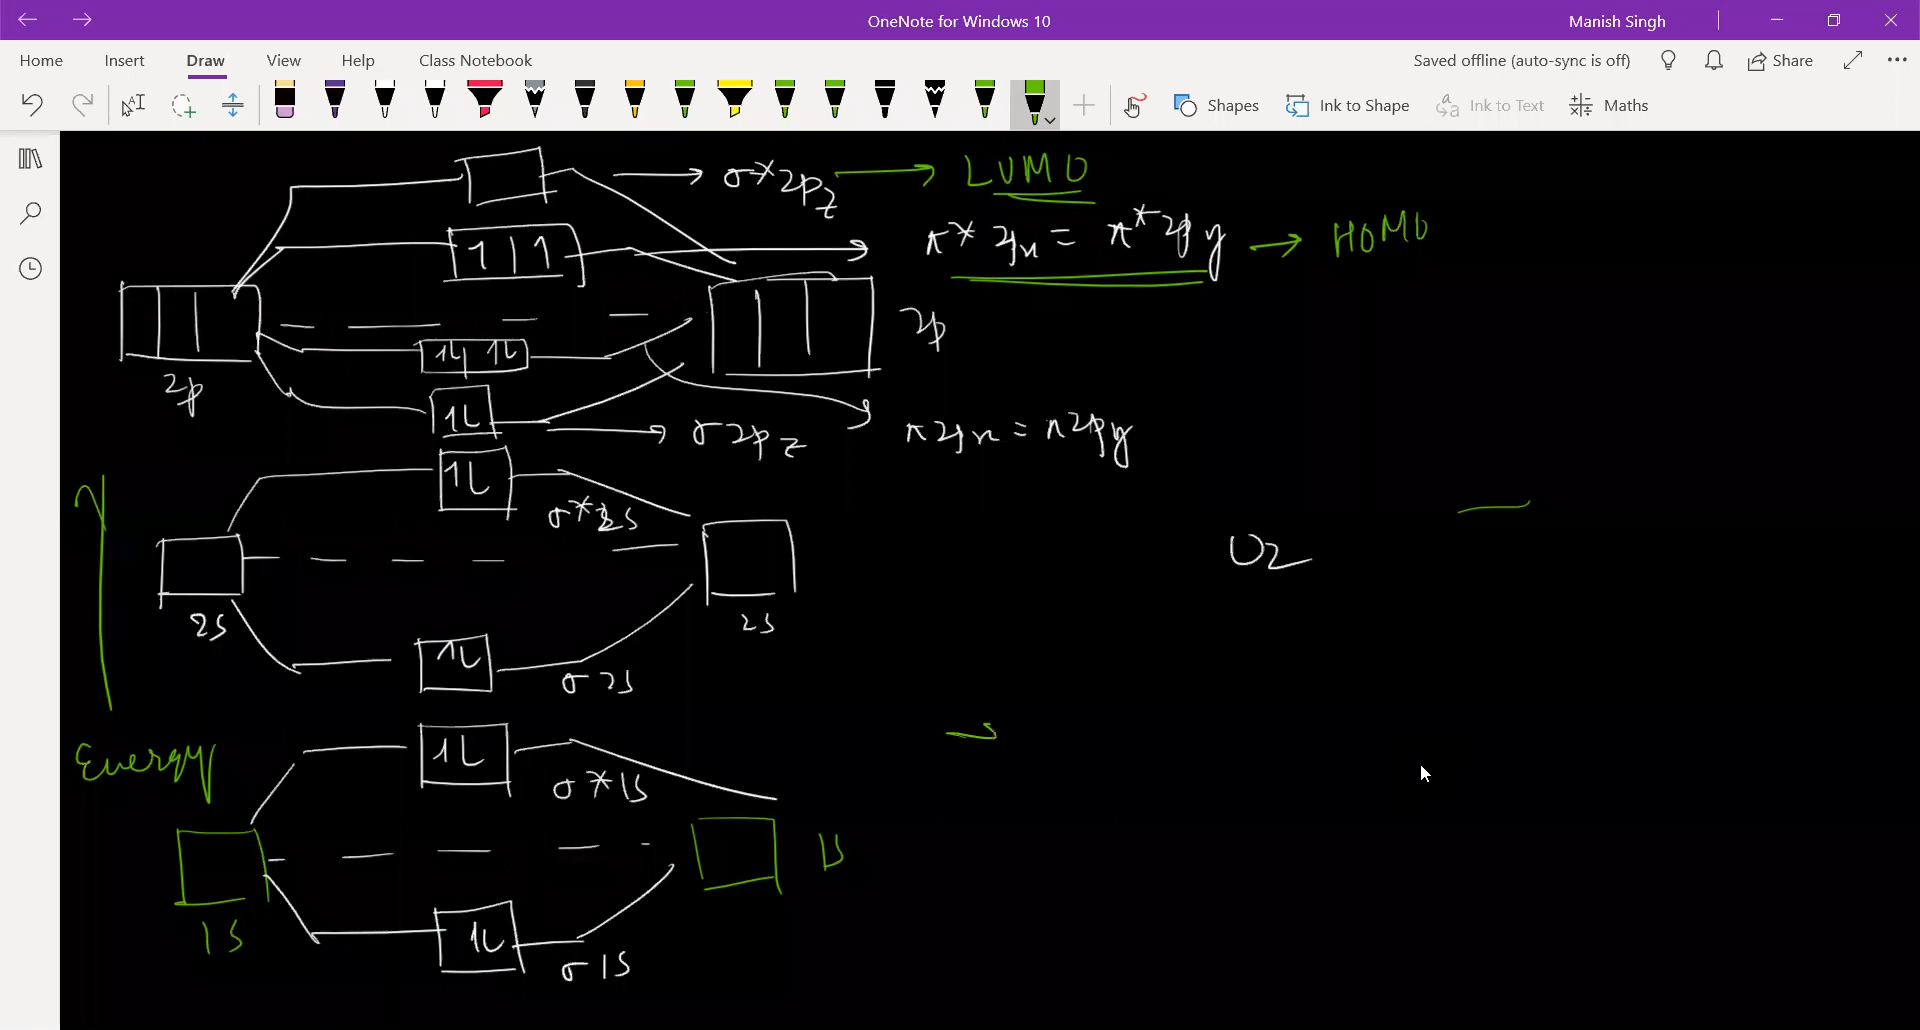 OneNote for Windows 10
Manish Singh
Home Insert Draw View Help Class Notebook
Saved offline (auto-sync is off) Share
Shapes Ink to Shape Ink to Text Maths
σ*2pz → LUMO
π*2px = π*2py → HOMO
2p
2p
σ2pz
π2px = π2py
σ*2s
O2
2s
2s
σ2s
Energy
σ*1s
1s
1s
σ1s